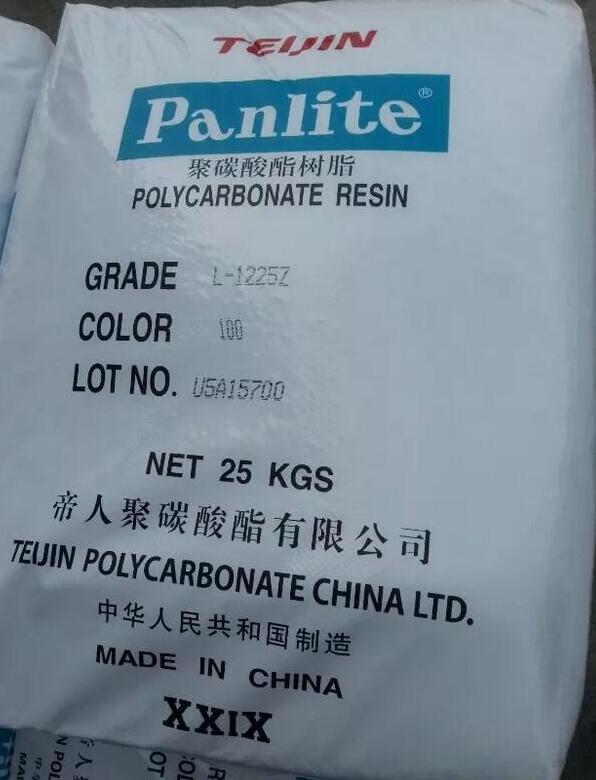 TEIJIN
Panlite®
聚碳酸酯树脂
POLYCARBONATE RESIN
GRADE L-1225Z
COLOR 100
LOT NO. U5A15700
NET 25 KGS
帝人聚碳酸酯有限公司
TEIJIN POLYCARBONATE CHINA LTD.
中华人民共和国制造
MADE IN CHINA
XXIX